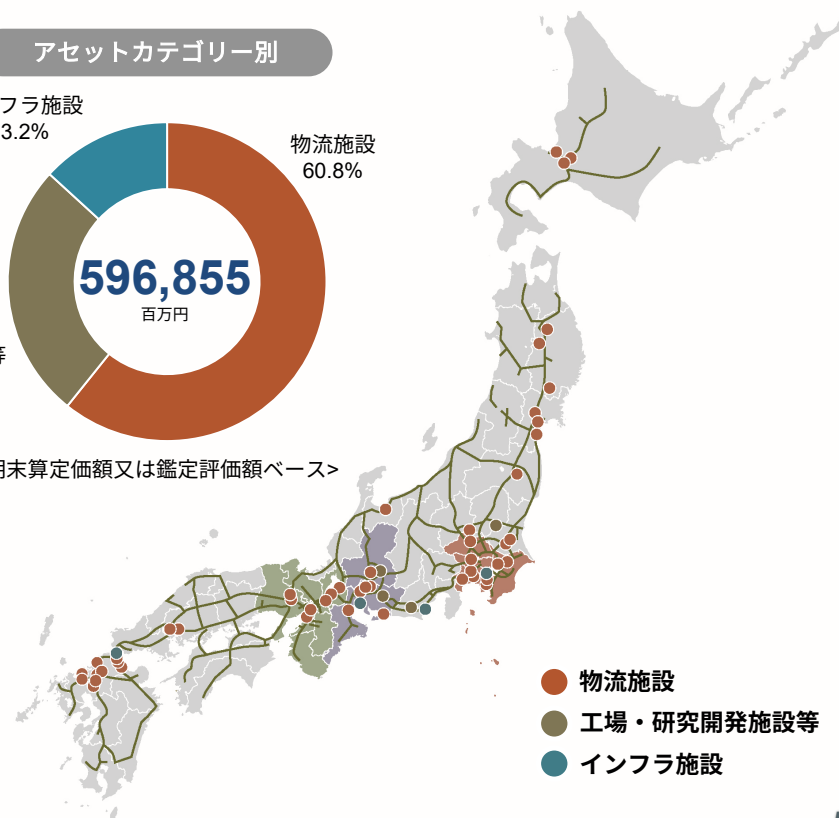 アセットカテゴリー別
フラ施設
3.2%
物流施設
60.8%
596,855
百万円
等
期末算定価額又は鑑定評価額ベース>
物流施設
工場・研究開発施設等
インフラ施設